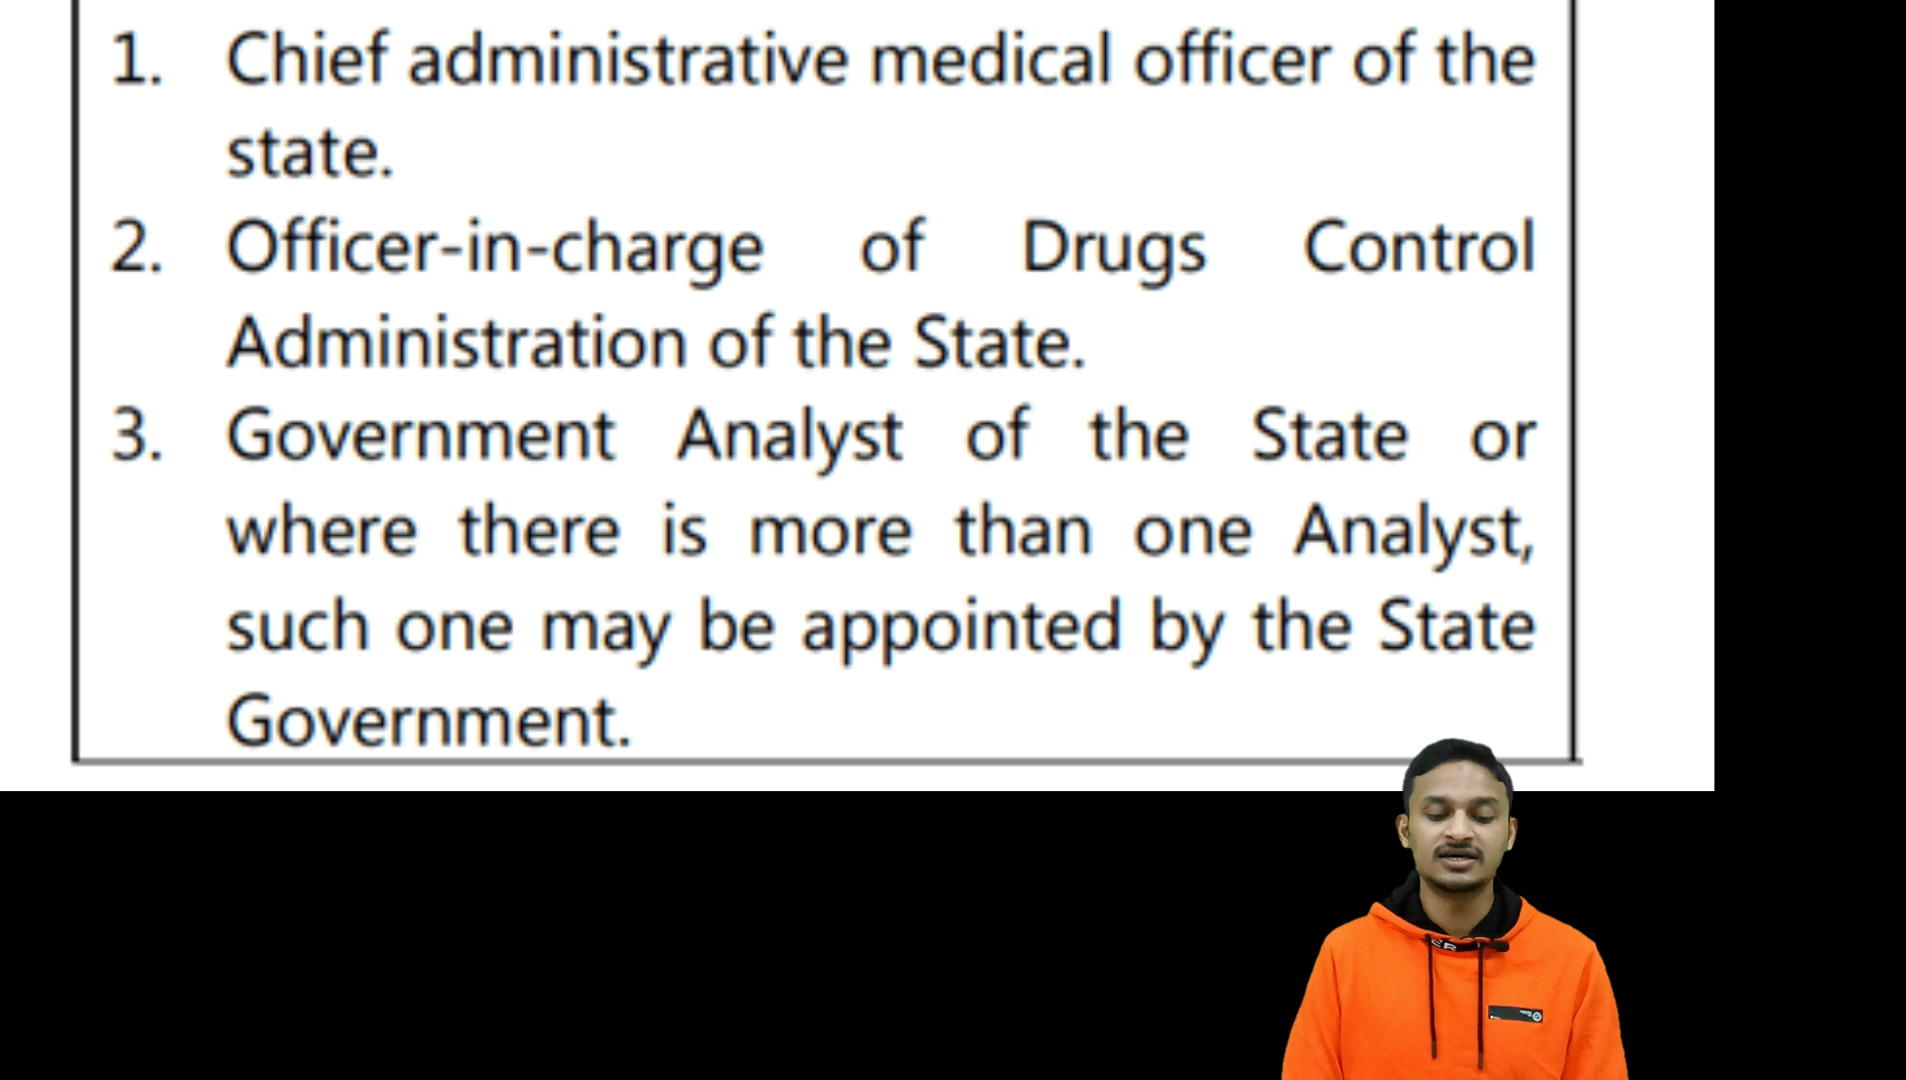 1. Chief administrative medical officer of the
state.
2. Officer-in-charge of Drugs Control
Administration of the State.
3. Government Analyst of the State or
where there is more than one Analyst,
such one may be appointed by the State
Government.